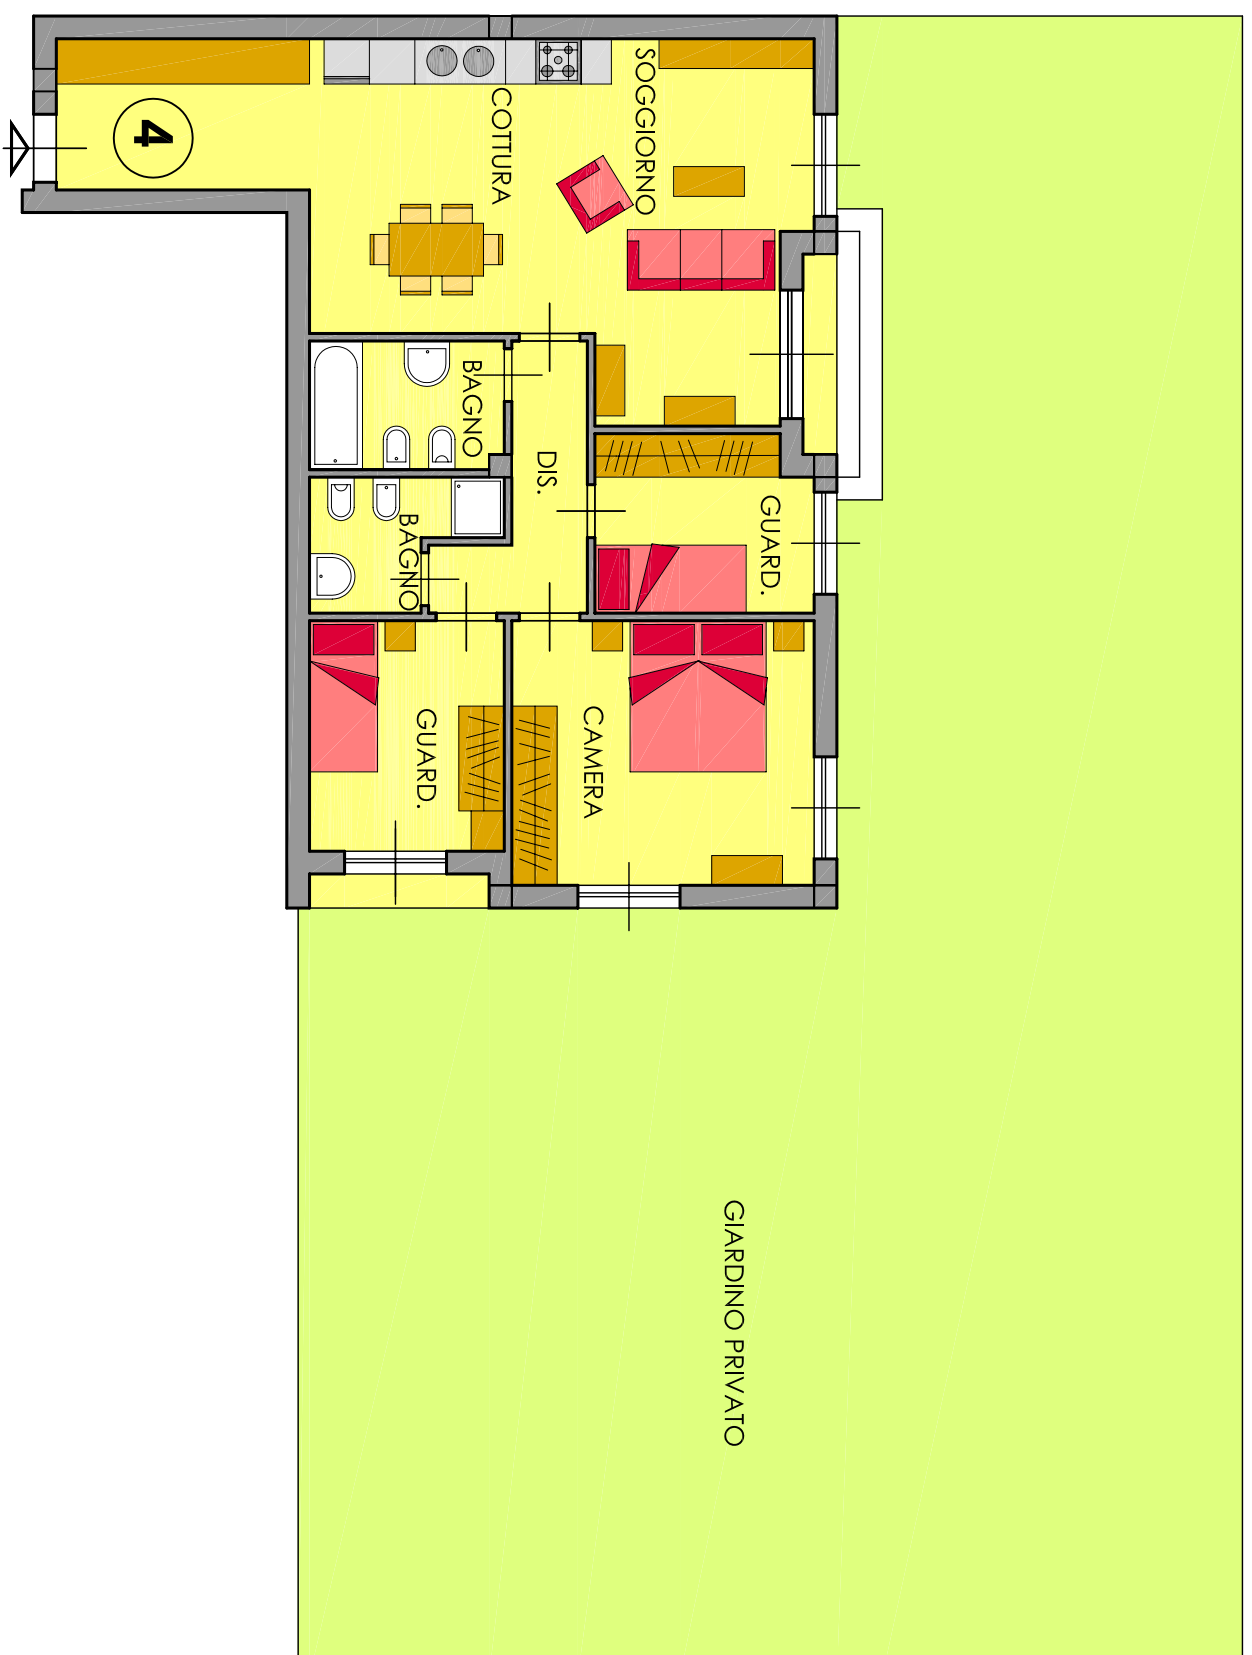 4
COTTURA
SOGGIORNO
BAGNO
DIS.
GUARD.
BAGNO
GUARD.
CAMERA
GIARDINO PRIVATO